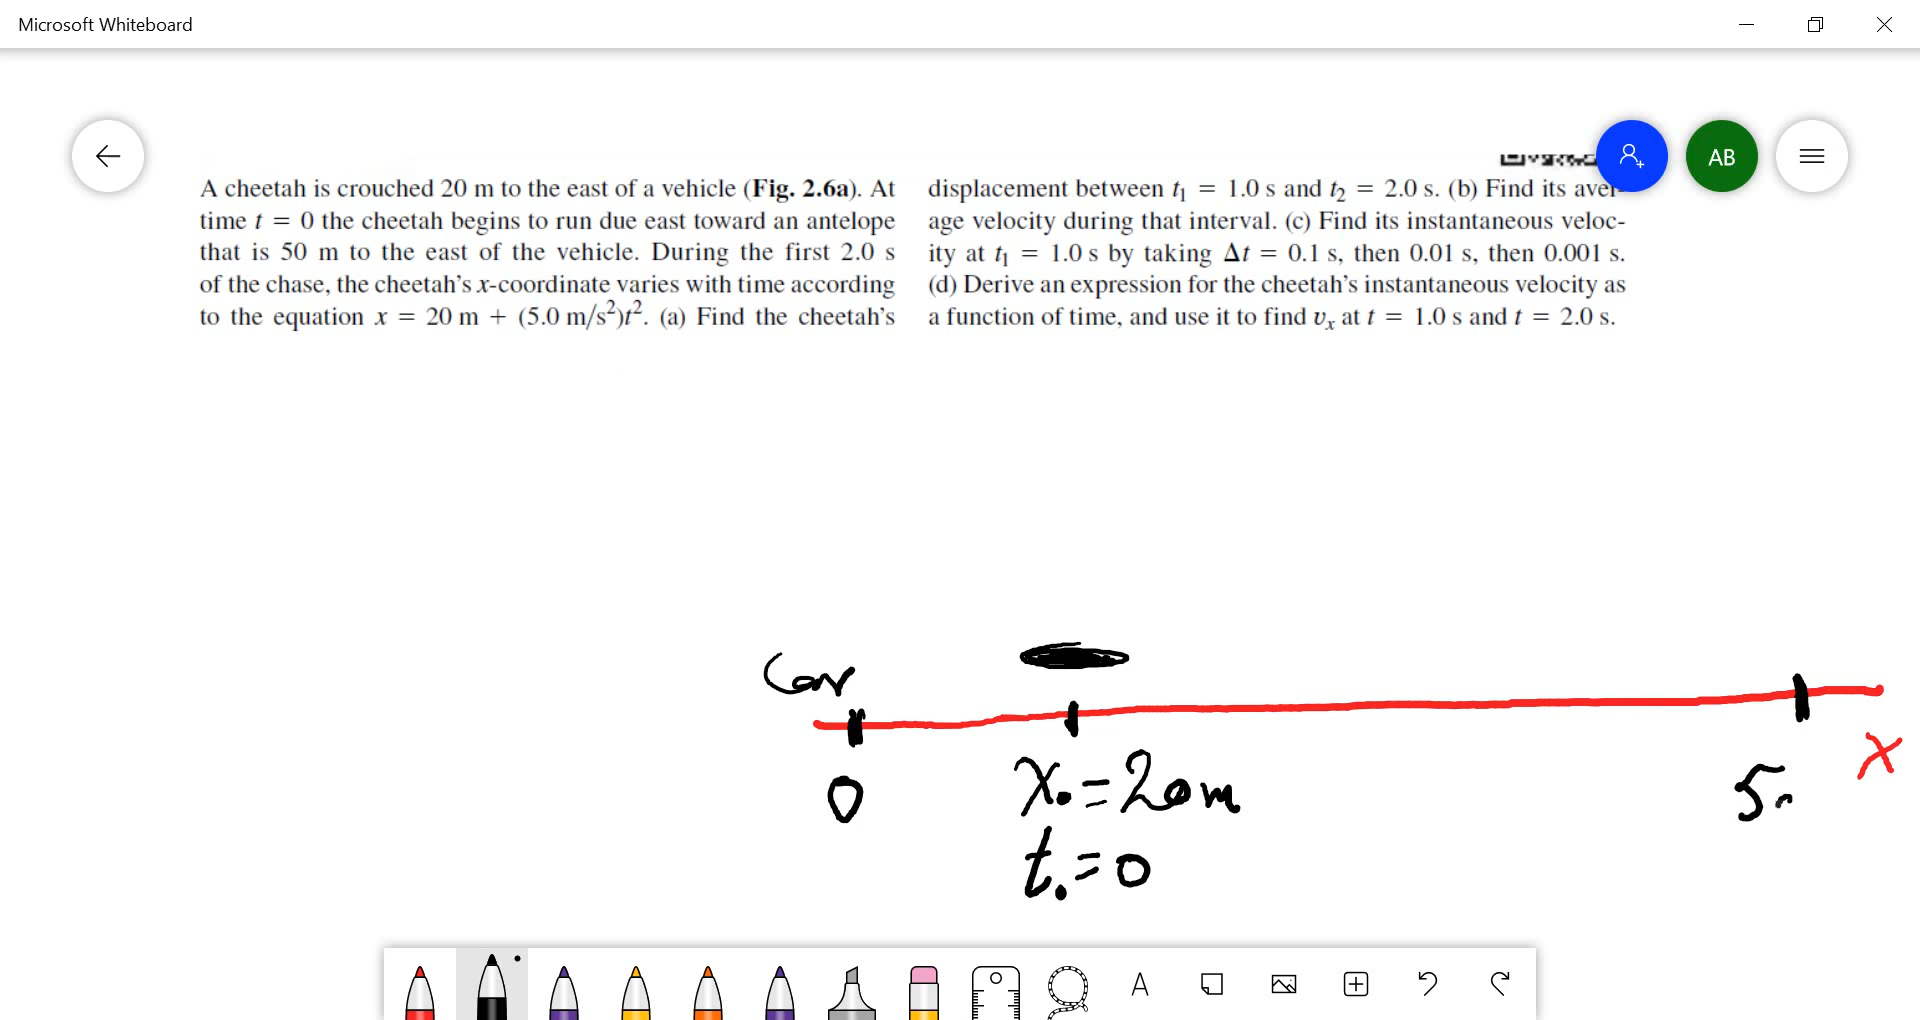 Microsoft Whiteboard
AB
A cheetah is crouched 20 m to the east of a vehicle (Fig. 2.6a). At
time t = 0 the cheetah begins to run due east toward an antelope
that is 50 m to the east of the vehicle. During the first 2.0 s
of the chase, the cheetah's x-coordinate varies with time according
to the equation x = 20 m + (5.0 m/s²)t². (a) Find the cheetah's
displacement between t₁ = 1.0 s and t₂ = 2.0 s. (b) Find its aver-
age velocity during that interval. (c) Find its instantaneous veloc-
ity at t₁ = 1.0 s by taking Δt = 0.1 s, then 0.01 s, then 0.001 s.
(d) Derive an expression for the cheetah's instantaneous velocity as
a function of time, and use it to find vₓ at t = 1.0 s and t = 2.0 s.
Car
0
x₀ = 20m
t₀ = 0
5
X
A